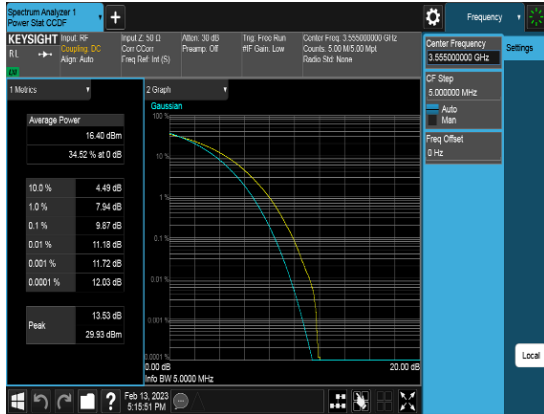 Spectrum Analyzer 1
Power Stat CCDF
+
Frequency
KEYSIGHT
RL
Input: RF
Coupling: DC
Align: Auto
Input Z: 50 Ω
Corr CCorr
Freq Ref: Int (S)
Atten: 30 dB
Preamp: Off
Trig: Free Run
#IF Gain: Low
Center Freq: 3.555000000 GHz
Counts: 5.00 M/5.00 Mpt
Radio Std: None
Center Frequency
3.555000000 GHz
Settings
CF Step
5.000000 MHz
Auto
Man
Freq Offset
0 Hz
1 Metrics
2 Graph
Gaussian
Average Power
16.40 dBm
34.52 % at 0 dB
10.0 % 4.49 dB
1.0 % 7.94 dB
0.1 % 9.87 dB
0.01 % 11.18 dB
0.001 % 11.72 dB
0.0001 % 12.03 dB
Peak
13.53 dB
29.93 dBm
100 %
10 %
1 %
0.1 %
0.01 %
0.001 %
0.0001 %
0.00 dB
20.00 dB
Info BW 5.0000 MHz
Local
?
Feb 13, 2023
5:15:51 PM